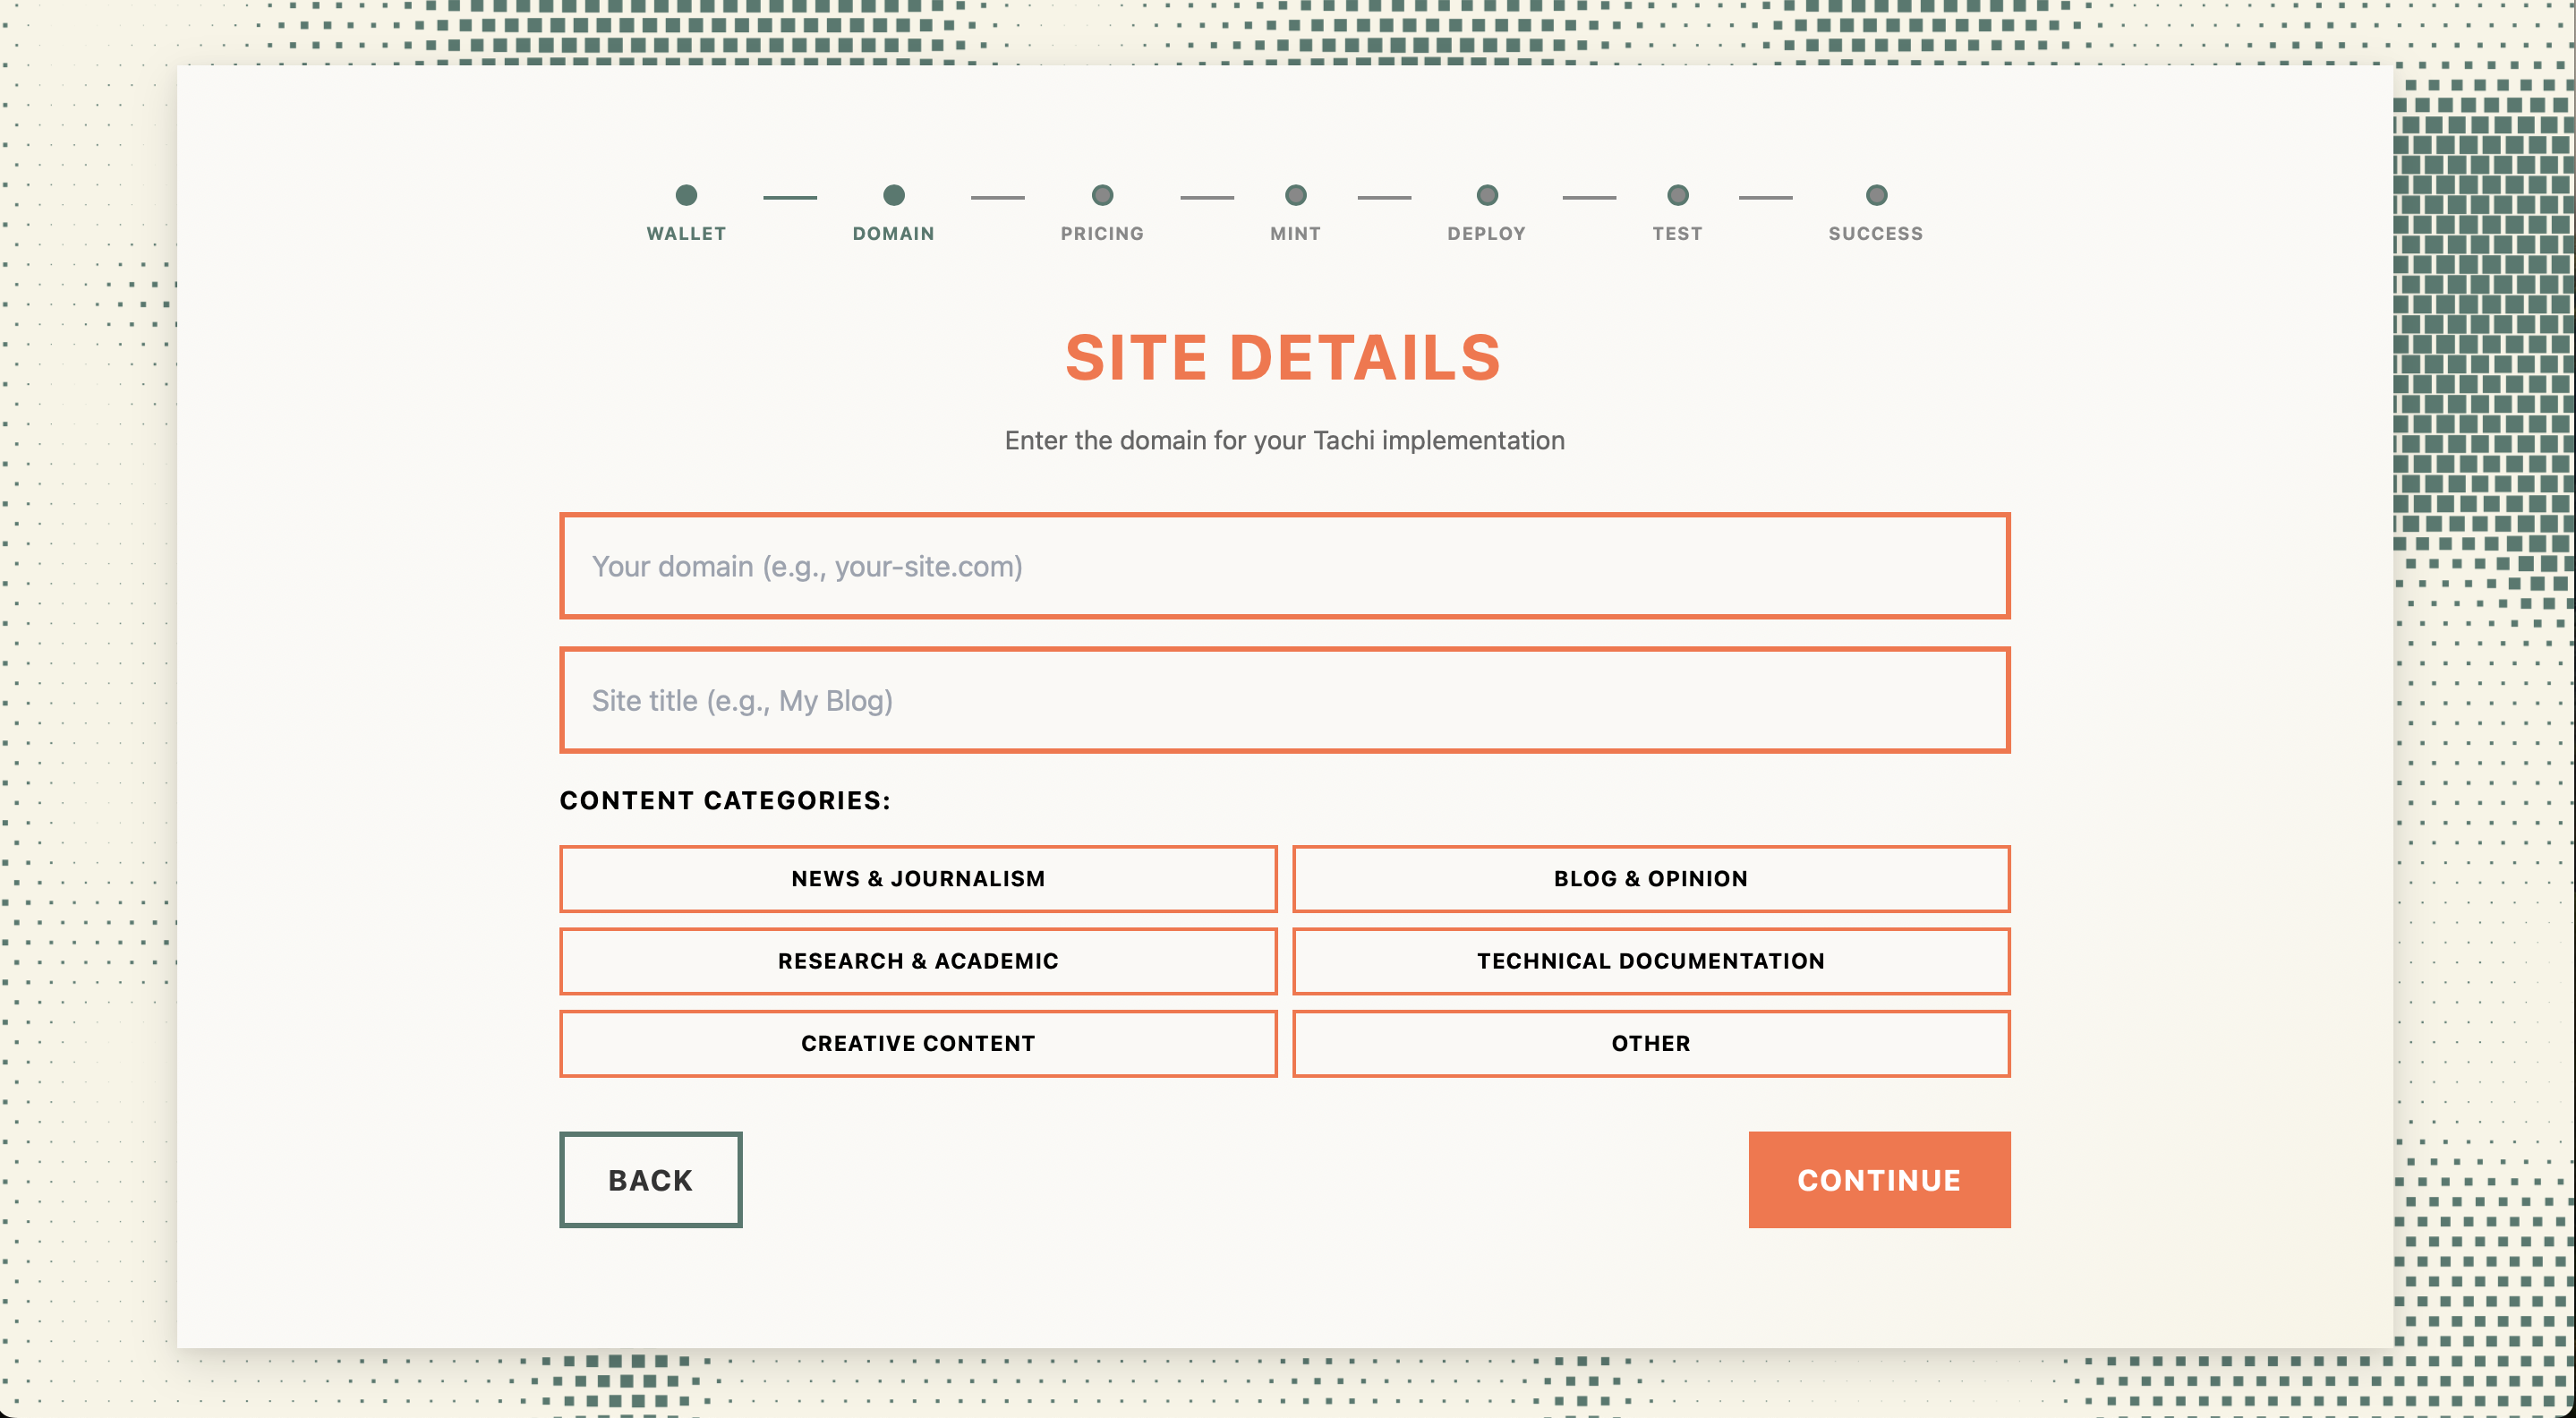 WALLET DOMAIN PRICING MINT DEPLOY TEST SUCCESS
SITE DETAILS
Enter the domain for your Tachi implementation
Your domain (e.g., your-site.com)
Site title (e.g., My Blog)
CONTENT CATEGORIES:
NEWS & JOURNALISM BLOG & OPINION
RESEARCH & ACADEMIC TECHNICAL DOCUMENTATION
CREATIVE CONTENT OTHER
BACK CONTINUE